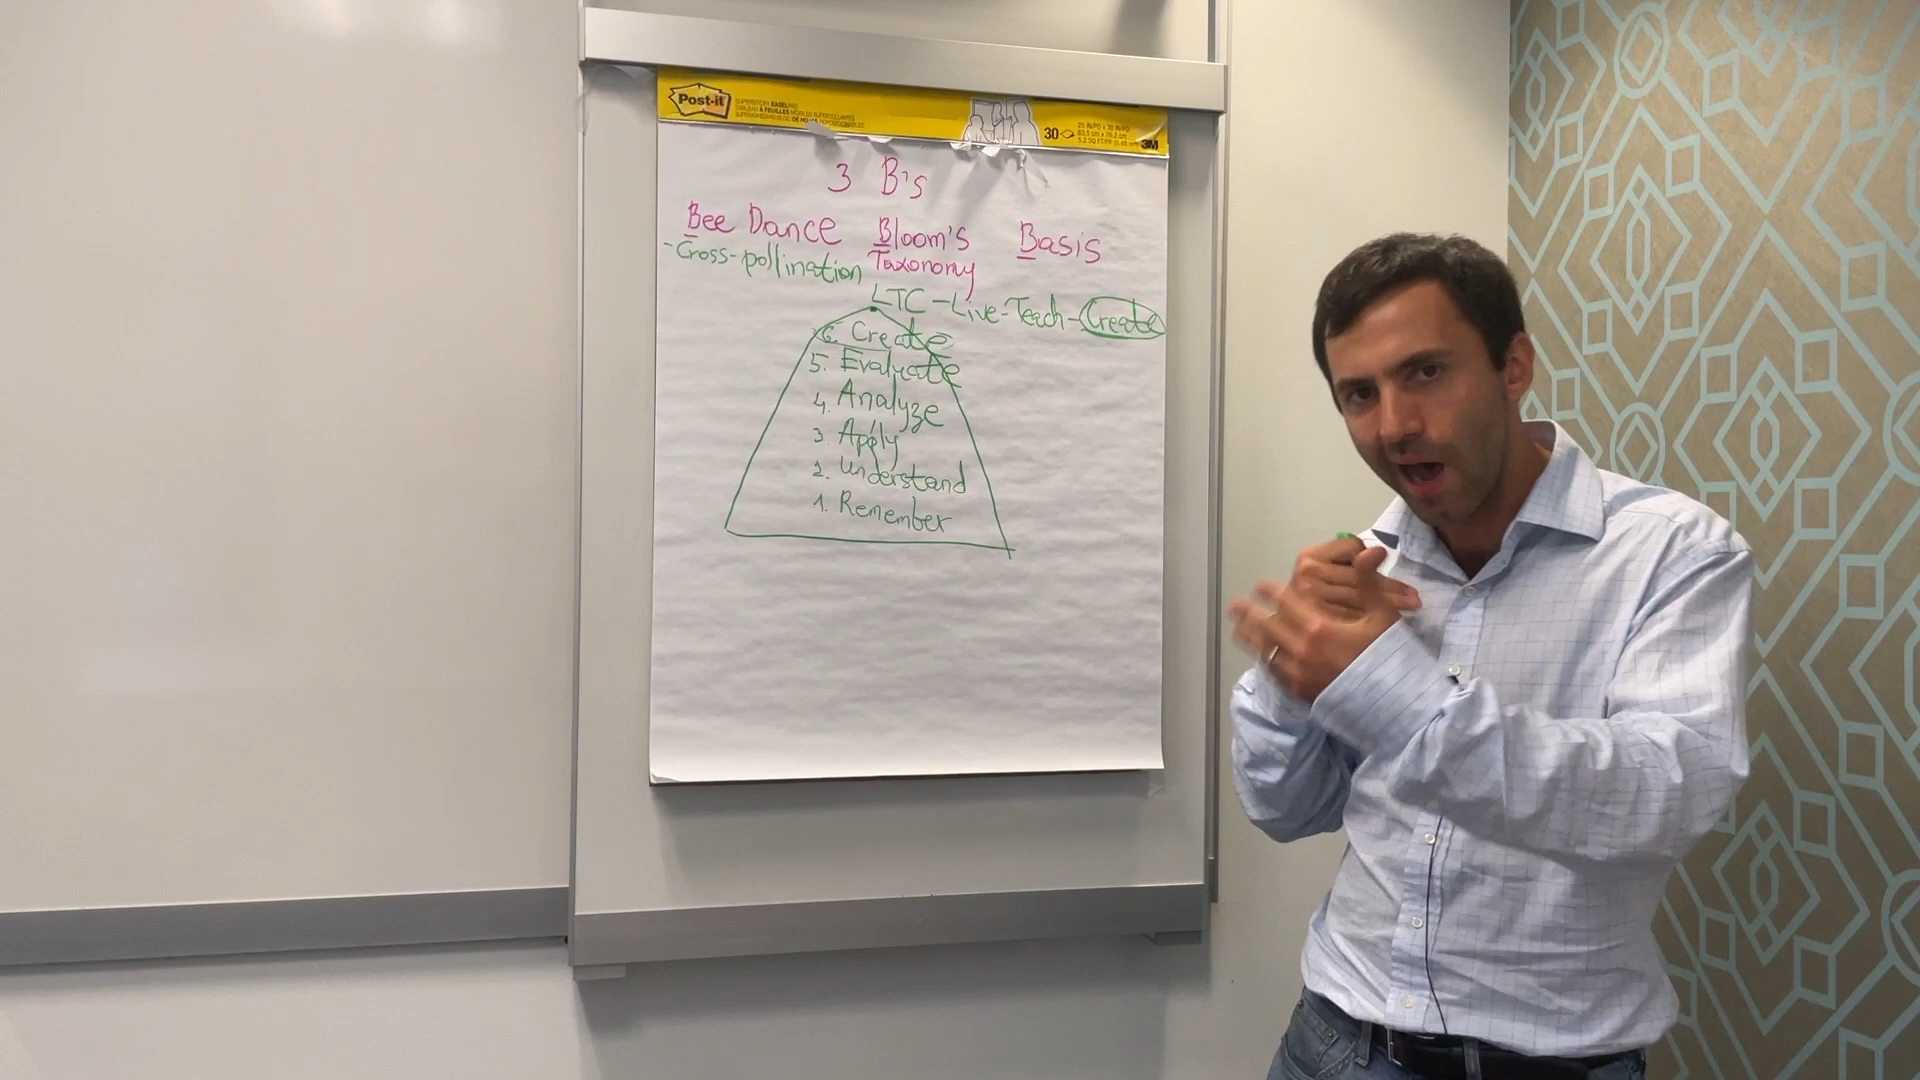 Post-it
30
3M
3 B's
Bee Dance Bloom's Taxonomy Basis
- Cross-pollination
LTC - Live - Teach - Create
6. Create
5. Evaluate
4. Analyze
3. Apply
2. Understand
1. Remember